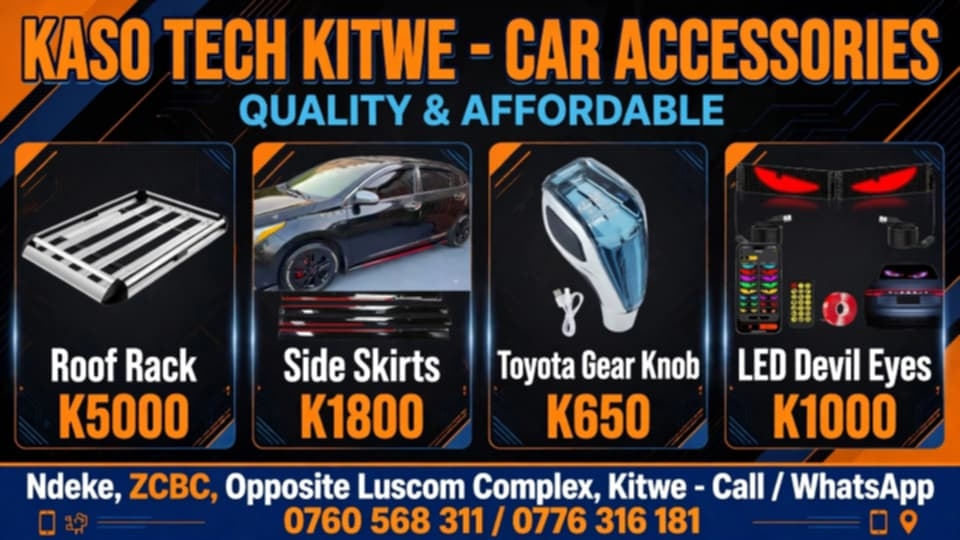 KASO TECH KITWE - CAR ACCESSORIES
QUALITY & AFFORDABLE
Roof Rack
K5000
Side Skirts
K1800
Toyota Gear Knob
K650
LED Devil Eyes
K1000
Ndeke, ZCBC, Opposite Luscom Complex, Kitwe - Call / WhatsApp
0760 568 311 / 0776 316 181